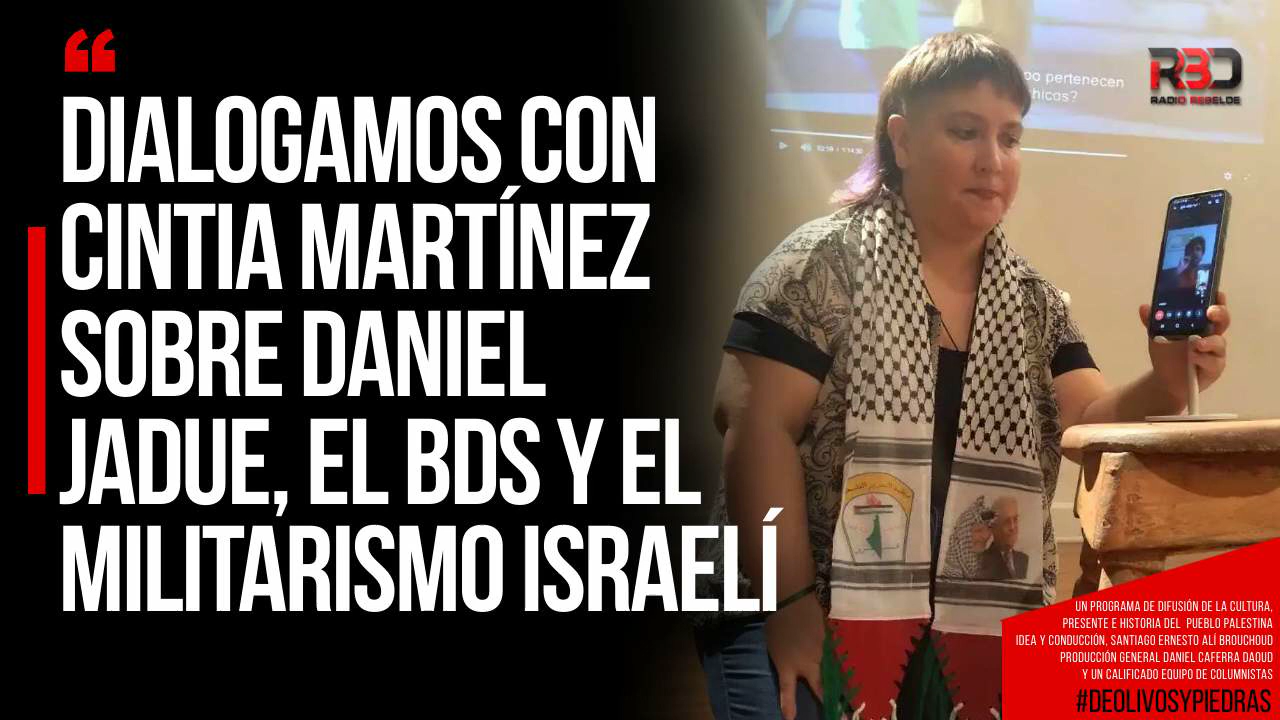 DIALOGAMOS CON
CINTIA MARTÍNEZ
SOBRE DANIEL
JADUE, EL BDS Y EL
MILITARISMO ISRAELÍ
pertenecen
hicos?
RBD
RADIO REBELDE
UN PROGRAMA DE DIFUSIÓN DE LA CULTURA,
PRESENTE E HISTORIA DEL PUEBLO PALESTINA
IDEA Y CONDUCCIÓN, SANTIAGO ERNESTO ALÍ BROUCHOUD
PRODUCCIÓN GENERAL DANIEL CAFERRA DAOUD
Y UN CALIFICADO EQUIPO DE COLUMNISTAS
#DEOLIVOSYPIEDRAS